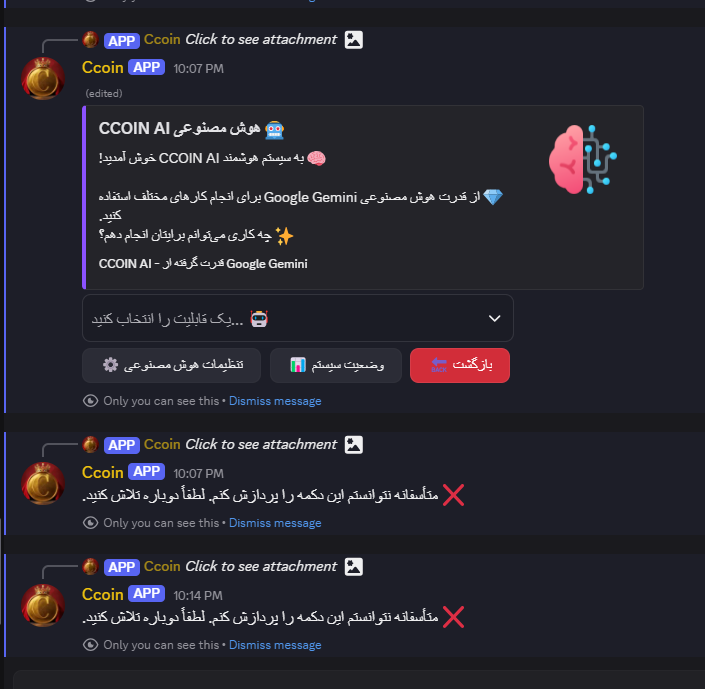 APP Ccoin Click to see attachment
Ccoin APP 10:07 PM
(edited)
🤖 هوش مصنوعی CCOIN AI
🧠 به سیستم هوشمند CCOIN AI خوش آمدید!
💎 از قدرت هوش مصنوعی Google Gemini برای انجام کارهای مختلف استفاده
کنید.
✨ چه کاری می‌توانم برایتان انجام دهم؟
CCOIN AI - قدرت گرفته از Google Gemini
🤖 یک قابلیت را انتخاب کنید...
تنظیمات هوش مصنوعی ⚙️
وضعیت سیستم 📊
بازگشت 🔙
Only you can see this • Dismiss message
APP Ccoin Click to see attachment
Ccoin APP 10:07 PM
❌ متأسفانه نتوانستم این دکمه را پردازش کنم. لطفاً دوباره تلاش کنید.
Only you can see this • Dismiss message
APP Ccoin Click to see attachment
Ccoin APP 10:14 PM
❌ متأسفانه نتوانستم این دکمه را پردازش کنم. لطفاً دوباره تلاش کنید.
Only you can see this • Dismiss message